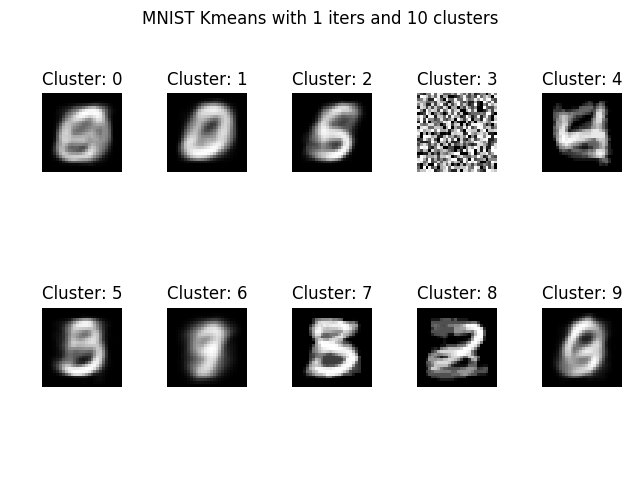 MNIST Kmeans with 1 iters and 10 clusters
Cluster: 0 Cluster: 1 Cluster: 2 Cluster: 3 Cluster: 4
Cluster: 5 Cluster: 6 Cluster: 7 Cluster: 8 Cluster: 9